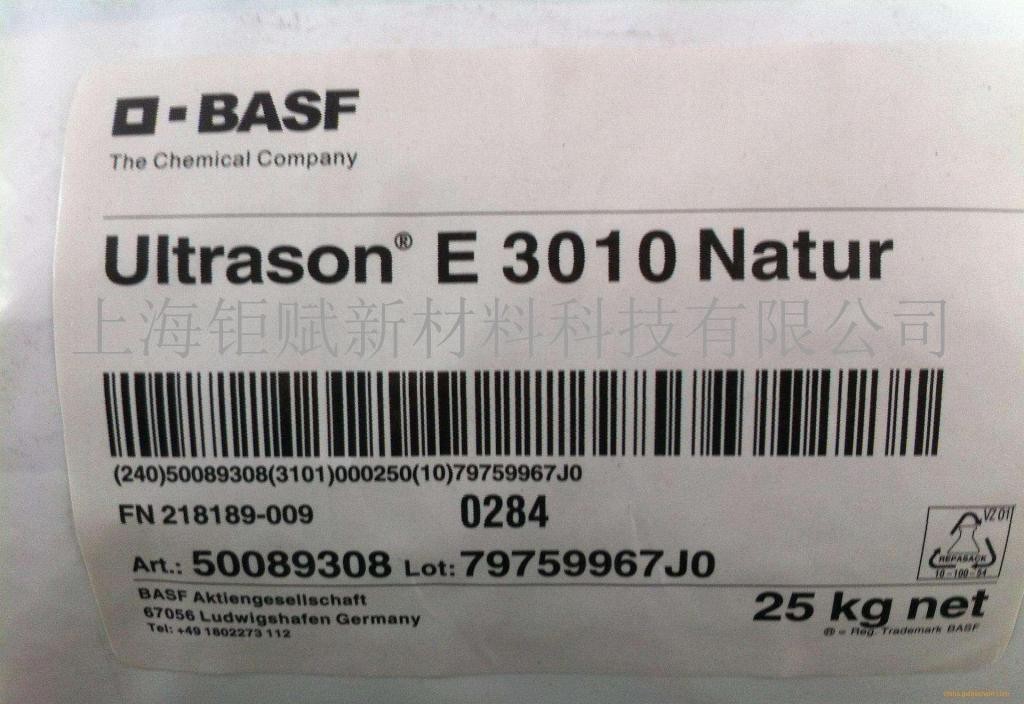 BASF
The Chemical Company
Ultrason® E 3010 Natur
上海钜赋新材料科技有限公司
(240)50089308(3101)000250(10)79759967J0
FN 218189-009 0284
VZ 01
REPASACK
10-100-54
Art.: 50089308 Lot: 79759967J0
BASF Aktiengesellschaft
67056 Ludwigshafen Germany
Tel: +49 1802273 112
25 kg net
® = Reg. Trademark BASF